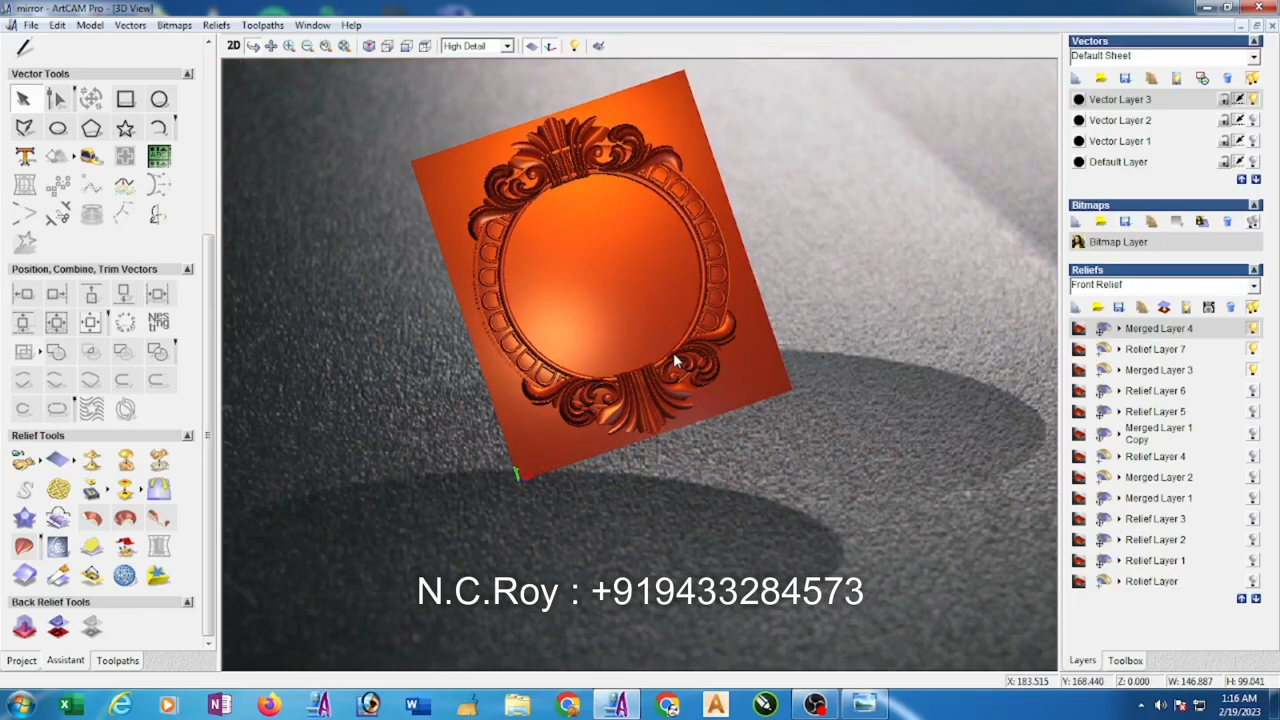 mirror - ArtCAM Pro - [3D View]
File Edit Model Vectors Bitmaps Reliefs Toolpaths Window Help
2D High Detail
Vector Tools
Position, Combine, Trim Vectors
Relief Tools
Back Relief Tools
Project Assistant Toolpaths
N.C.Roy : +919433284573
Vectors
Default Sheet
Vector Layer 3
Vector Layer 2
Vector Layer 1
Default Layer
Bitmaps
Bitmap Layer
Reliefs
Front Relief
Merged Layer 4
Relief Layer 7
Merged Layer 3
Relief Layer 6
Relief Layer 5
Merged Layer 1
Copy
Relief Layer 4
Merged Layer 2
Merged Layer 1
Relief Layer 3
Relief Layer 2
Relief Layer 1
Relief Layer
Layers Toolbox
X: 183.515 Y: 168.440 Z: 0.000 W: 146.887 H: 99.041
1:16 AM
2/19/2023